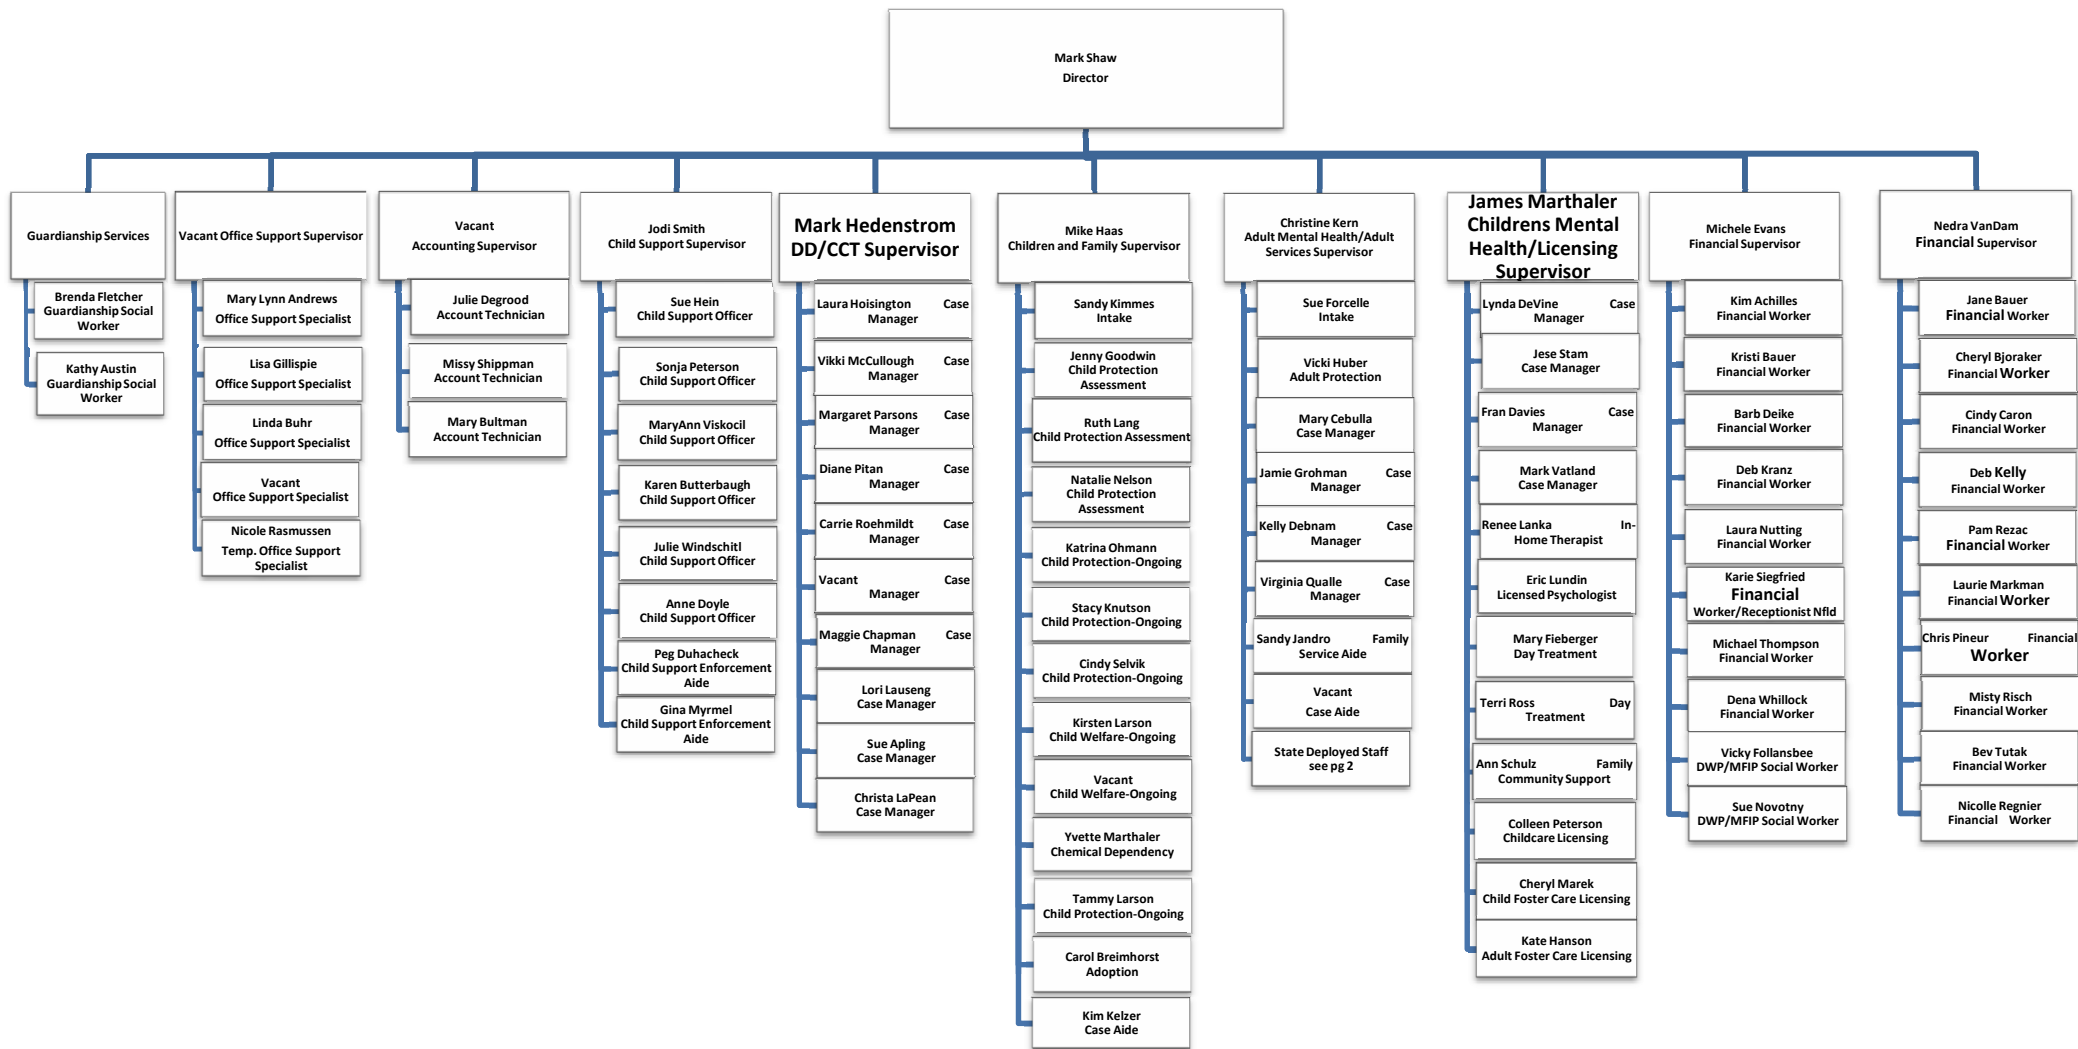 Mark Shaw
Director
Guardianship Services
Brenda Fletcher
Guardianship Social
Worker
Kathy Austin
Guardianship Social
Worker
Vacant Office Support Supervisor
Mary Lynn Andrews
Office Support Specialist
Lisa Gillispie
Office Support Specialist
Linda Buhr
Office Support Specialist
Vacant
Office Support Specialist
Nicole Rasmussen
Temp. Office Support
Specialist
Vacant
Accounting Supervisor
Julie Degrood
Account Technician
Missy Shippman
Account Technician
Mary Bultman
Account Technician
Jodi Smith
Child Support Supervisor
Sue Hein
Child Support Officer
Sonja Peterson
Child Support Officer
MaryAnn Viskocil
Child Support Officer
Karen Butterbaugh
Child Support Officer
Julie Windschitl
Child Support Officer
Anne Doyle
Child Support Officer
Peg Duhacheck
Child Support Enforcement
Aide
Gina Myrmel
Child Support Enforcement
Aide
Mark Hedenstrom
DD/CCT Supervisor
Laura Hoisington Case
Manager
Vikki McCullough Case
Manager
Margaret Parsons Case
Manager
Diane Pitan Case
Manager
Carrie Roehmildt Case
Manager
Vacant Case
Manager
Maggie Chapman Case
Manager
Lori Lauseng
Case Manager
Sue Apling
Case Manager
Christa LaPean
Case Manager
Mike Haas
Children and Family Supervisor
Sandy Kimmes
Intake
Jenny Goodwin
Child Protection
Assessment
Ruth Lang
Child Protection Assessment
Natalie Nelson
Child Protection
Assessment
Katrina Ohmann
Child Protection-Ongoing
Stacy Knutson
Child Protection-Ongoing
Cindy Selvik
Child Protection-Ongoing
Kirsten Larson
Child Welfare-Ongoing
Vacant
Child Welfare-Ongoing
Yvette Marthaler
Chemical Dependency
Tammy Larson
Child Protection-Ongoing
Carol Breimhorst
Adoption
Kim Kelzer
Case Aide
Christine Kern
Adult Mental Health/Adult
Services Supervisor
Sue Forcelle
Intake
Vicki Huber
Adult Protection
Mary Cebulla
Case Manager
Jamie Grohman Case
Manager
Kelly Debnam Case
Manager
Virginia Qualle Case
Manager
Sandy Jandro Family
Service Aide
Vacant
Case Aide
State Deployed Staff
see pg 2
James Marthaler
Childrens Mental
Health/Licensing
Supervisor
Lynda DeVine Case
Manager
Jese Stam
Case Manager
Fran Davies Case
Manager
Mark Vatland
Case Manager
Renee Lanka In-
Home Therapist
Eric Lundin
Licensed Psychologist
Mary Fieberger
Day Treatment
Terri Ross Day
Treatment
Ann Schulz Family
Community Support
Colleen Peterson
Childcare Licensing
Cheryl Marek
Child Foster Care Licensing
Kate Hanson
Adult Foster Care Licensing
Michele Evans
Financial Supervisor
Kim Achilles
Financial Worker
Kristi Bauer
Financial Worker
Barb Deike
Financial Worker
Deb Kranz
Financial Worker
Laura Nutting
Financial Worker
Karie Siegfried
Financial
Worker/Receptionist Nfld
Michael Thompson
Financial Worker
Dena Whillock
Financial Worker
Vicky Follansbee
DWP/MFIP Social Worker
Sue Novotny
DWP/MFIP Social Worker
Nedra VanDam
Financial Supervisor
Jane Bauer
Financial Worker
Cheryl Bjoraker
Financial Worker
Cindy Caron
Financial Worker
Deb Kelly
Financial Worker
Pam Rezac
Financial Worker
Laurie Markman
Financial Worker
Chris Pineur Financial
Worker
Misty Risch
Financial Worker
Bev Tutak
Financial Worker
Nicolle Regnier
Financial Worker